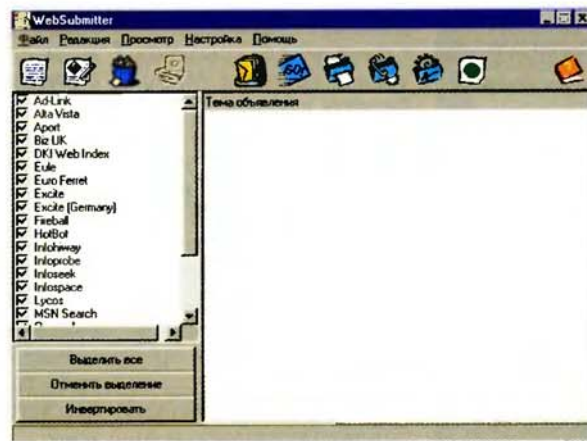 WebSubmitter
Файл Редакция Просмотр Настройка Помощь
Ad-Link
Alta Vista
Aport
Biz UK
DKI Web Index
Eule
Euro Ferret
Excite
Excite (Germany)
Fireball
HotBot
Infohiway
Infoprobe
Infoseek
Infospace
Lycos
MSN Search
Тема объявления
Выделить все
Отменить выделение
Инвертировать